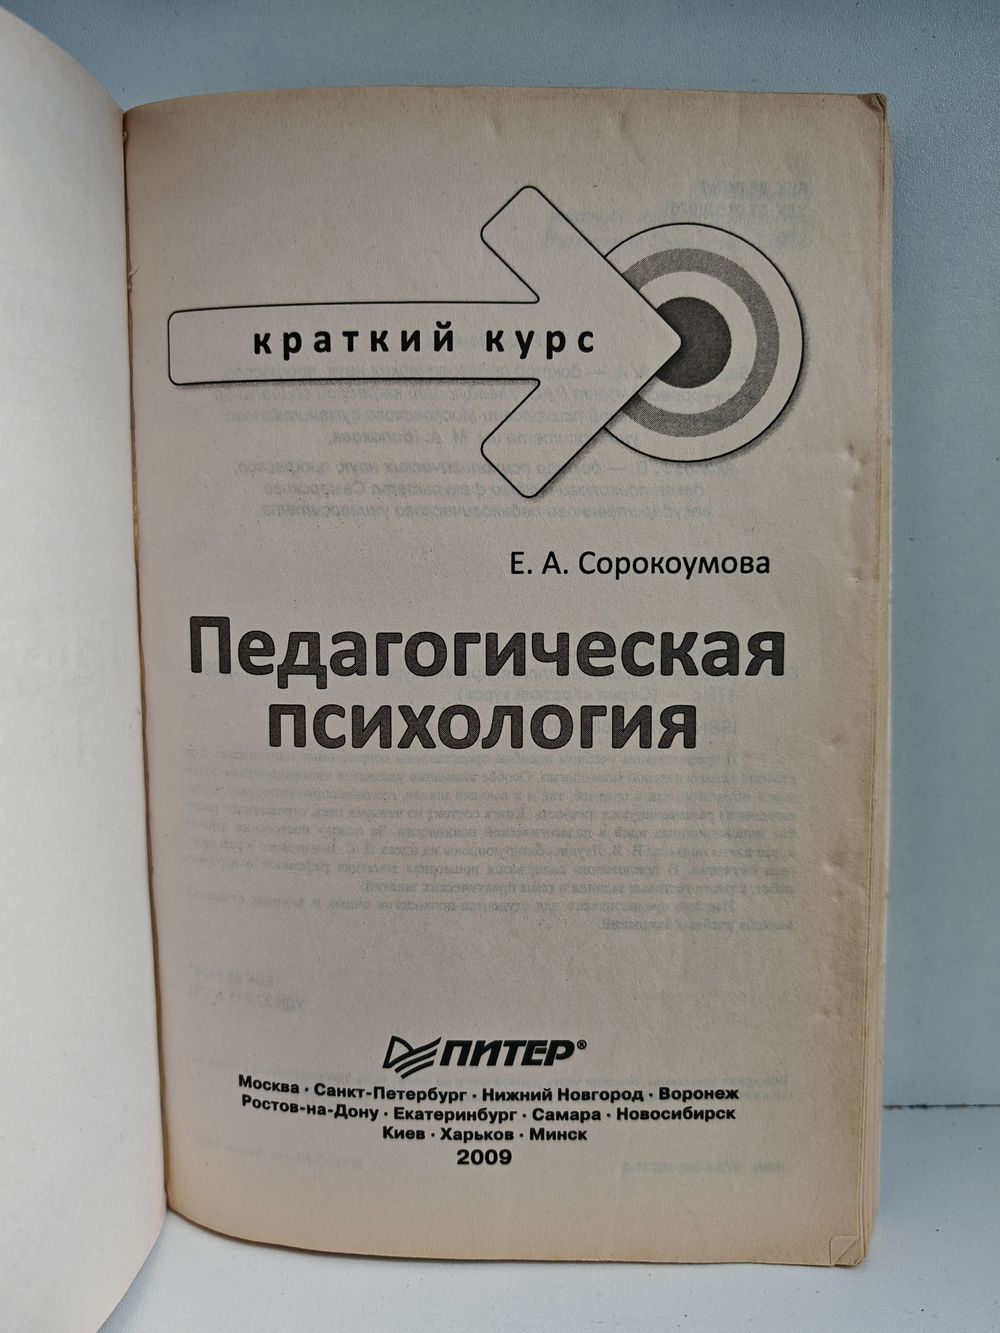 краткий курс
Е. А. Сорокоумова
Педагогическая
психология
ПИТЕР®
Москва · Санкт-Петербург · Нижний Новгород · Воронеж
Ростов-на-Дону · Екатеринбург · Самара · Новосибирск
Киев · Харьков · Минск
2009